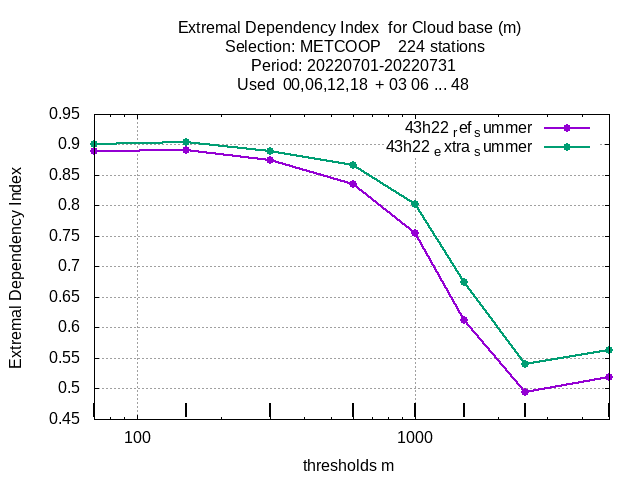 Extremal Dependency Index  for Cloud base (m)
Selection: METCOOP    224 stations
Period: 20220701-20220731
Used  00,06,12,18  + 03 06 ... 48
0.95
0.9
0.85
0.8
0.75
0.7
0.65
0.6
0.55
0.5
0.45
Extremal Dependency Index
43h22 ref summer
43h22 extra summer
100
1000
thresholds m